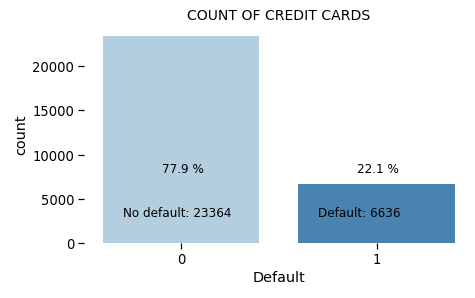 COUNT OF CREDIT CARDS
count
20000
15000
10000
5000
0
77.9 %
22.1 %
No default: 23364
Default: 6636
0
1
Default